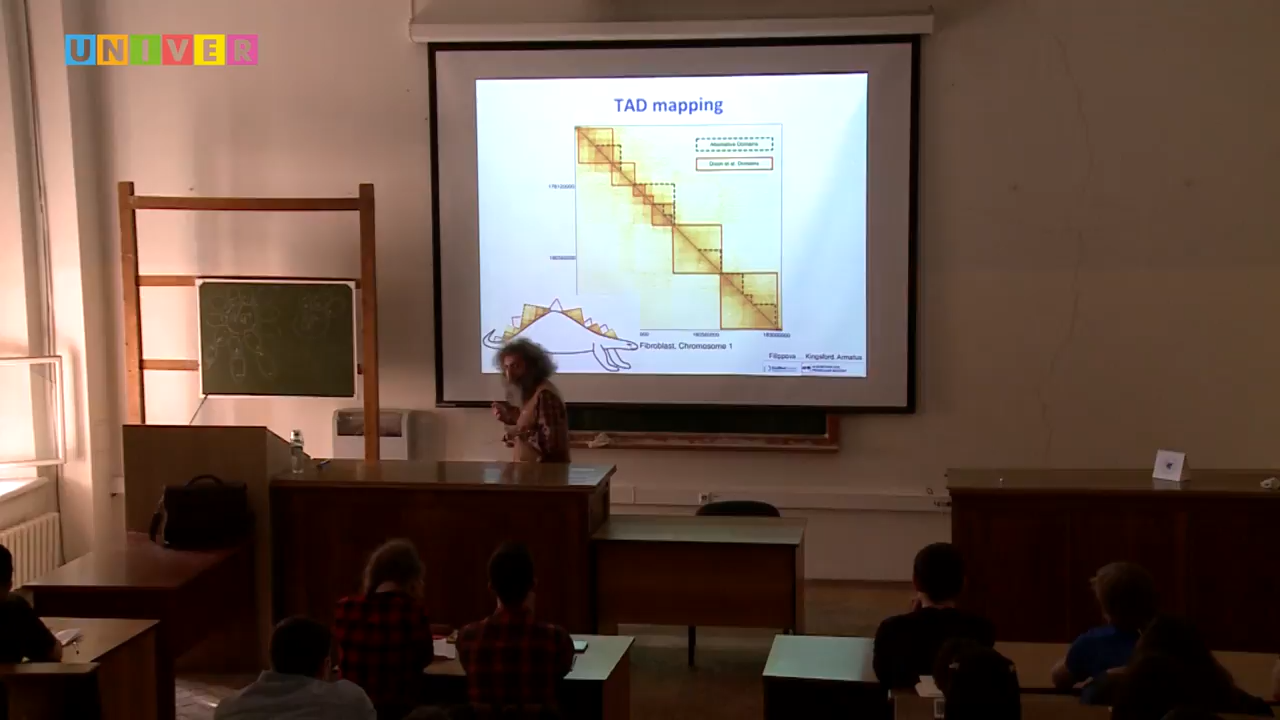 UNIVER
TAD mapping
Alternative Domains
Dixon et al. Domains
Fibroblast, Chromosome 1
Filippova ... Kingsford, Armatus